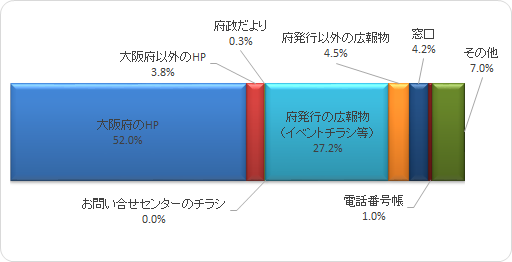 府政だより
0.3%
府発行以外の広報物
4.5%
窓口
4.2%
その他
7.0%
大阪府以外のHP
3.8%
大阪府のHP
52.0%
府発行の広報物
（イベントチラシ等）
27.2%
お問い合せセンターのチラシ
0.0%
電話番号帳
1.0%